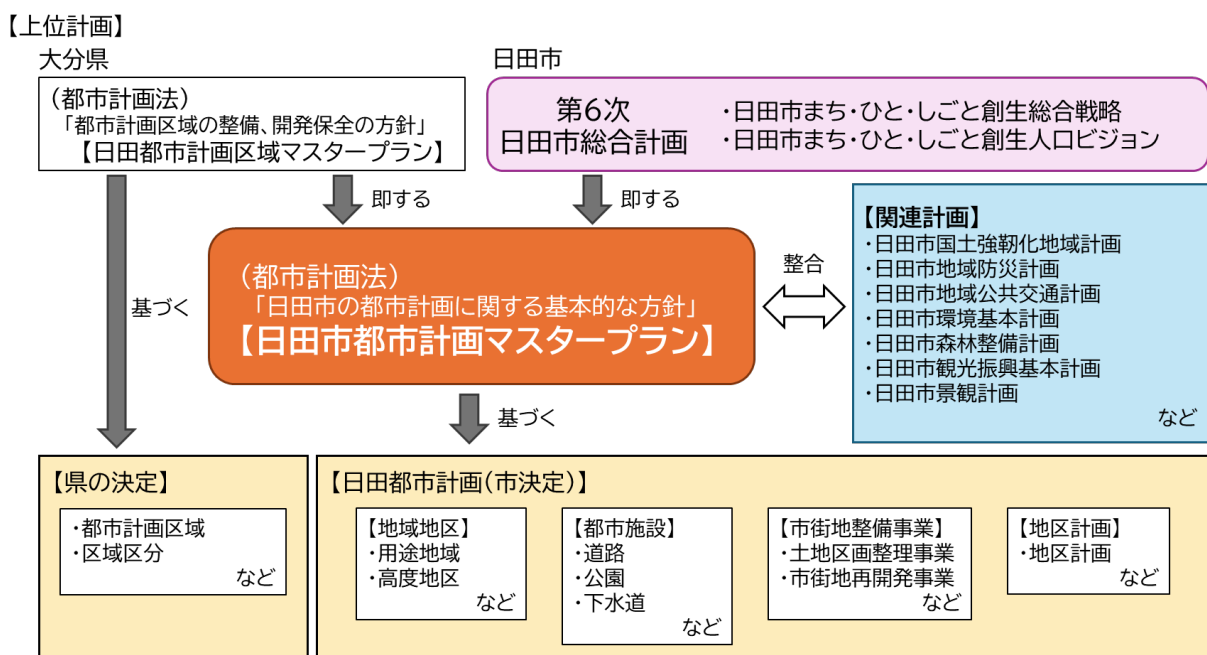 【上位計画】
大分県
(都市計画法)
「都市計画区域の整備、開発保全の方針」
【日田都市計画区域マスタープラン】
日田市
第6次
日田市総合計画
・日田市まち・ひと・しごと創生総合戦略
・日田市まち・ひと・しごと創生人口ビジョン
即する
即する
基づく
(都市計画法)
「日田市の都市計画に関する基本的な方針」
【日田市都市計画マスタープラン】
整合
【関連計画】
・日田市国土強靭化地域計画
・日田市地域防災計画
・日田市地域公共交通計画
・日田市環境基本計画
・日田市森林整備計画
・日田市観光振興基本計画
・日田市景観計画
など
基づく
【県の決定】
・都市計画区域
・区域区分
など
【日田都市計画(市決定)】
【地域地区】
・用途地域
・高度地区
など
【都市施設】
・道路
・公園
・下水道
など
【市街地整備事業】
・土地区画整理事業
・市街地再開発事業
など
【地区計画】
・地区計画
など